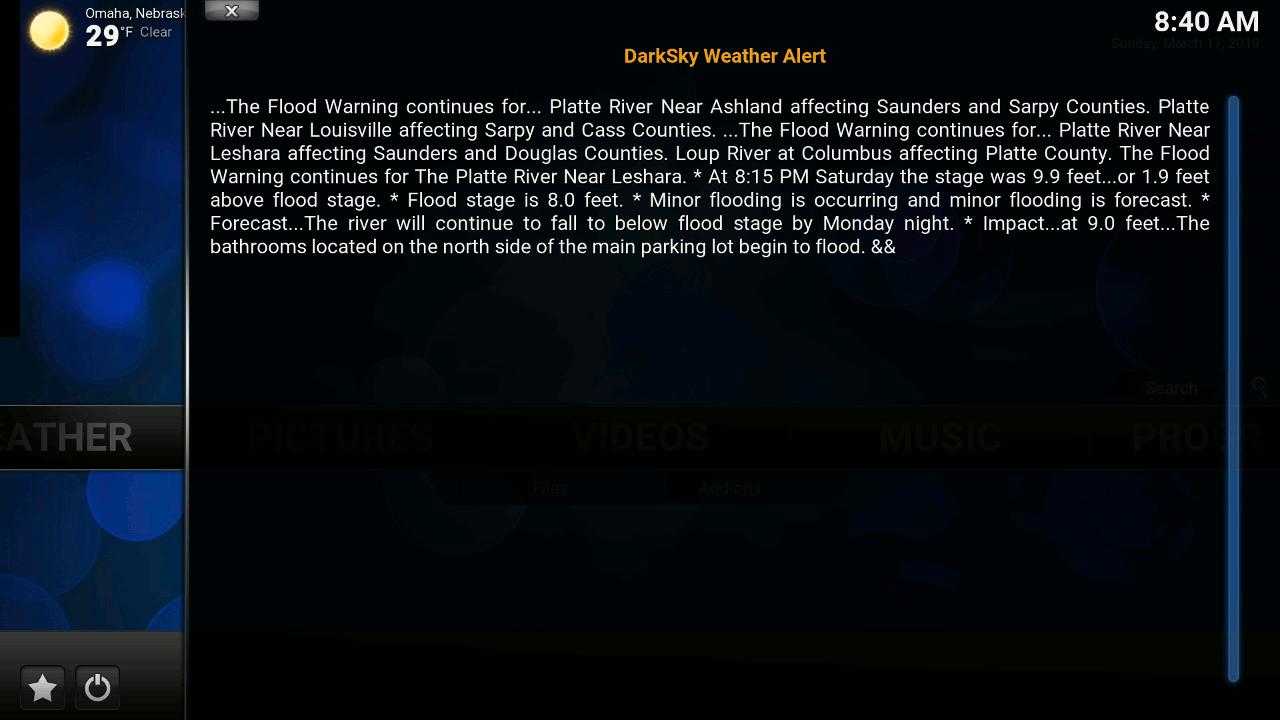 Omaha, Nebrask
29°F Clear
X
8:40 AM
Sunday, March 17, 2019
DarkSky Weather Alert
...The Flood Warning continues for... Platte River Near Ashland affecting Saunders and Sarpy Counties. Platte
River Near Louisville affecting Sarpy and Cass Counties. ...The Flood Warning continues for... Platte River Near
Leshara affecting Saunders and Douglas Counties. Loup River at Columbus affecting Platte County. The Flood
Warning continues for The Platte River Near Leshara. * At 8:15 PM Saturday the stage was 9.9 feet...or 1.9 feet
above flood stage. * Flood stage is 8.0 feet. * Minor flooding is occurring and minor flooding is forecast. *
Forecast...The river will continue to fall to below flood stage by Monday night. * Impact...at 9.0 feet...The
bathrooms located on the north side of the main parking lot begin to flood. &&
Search
EATHER PICTURES VIDEOS MUSIC PROGR
Files Add-ons